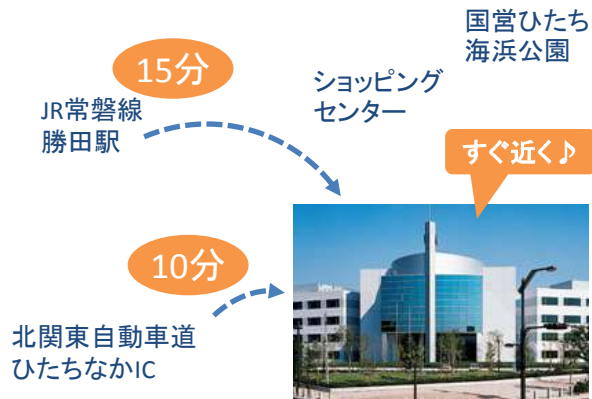 国営ひたち
海浜公園
15分
ショッピング
センター
JR常磐線
勝田駅
すぐ近く♪
10分
北関東自動車道
ひたちなかIC